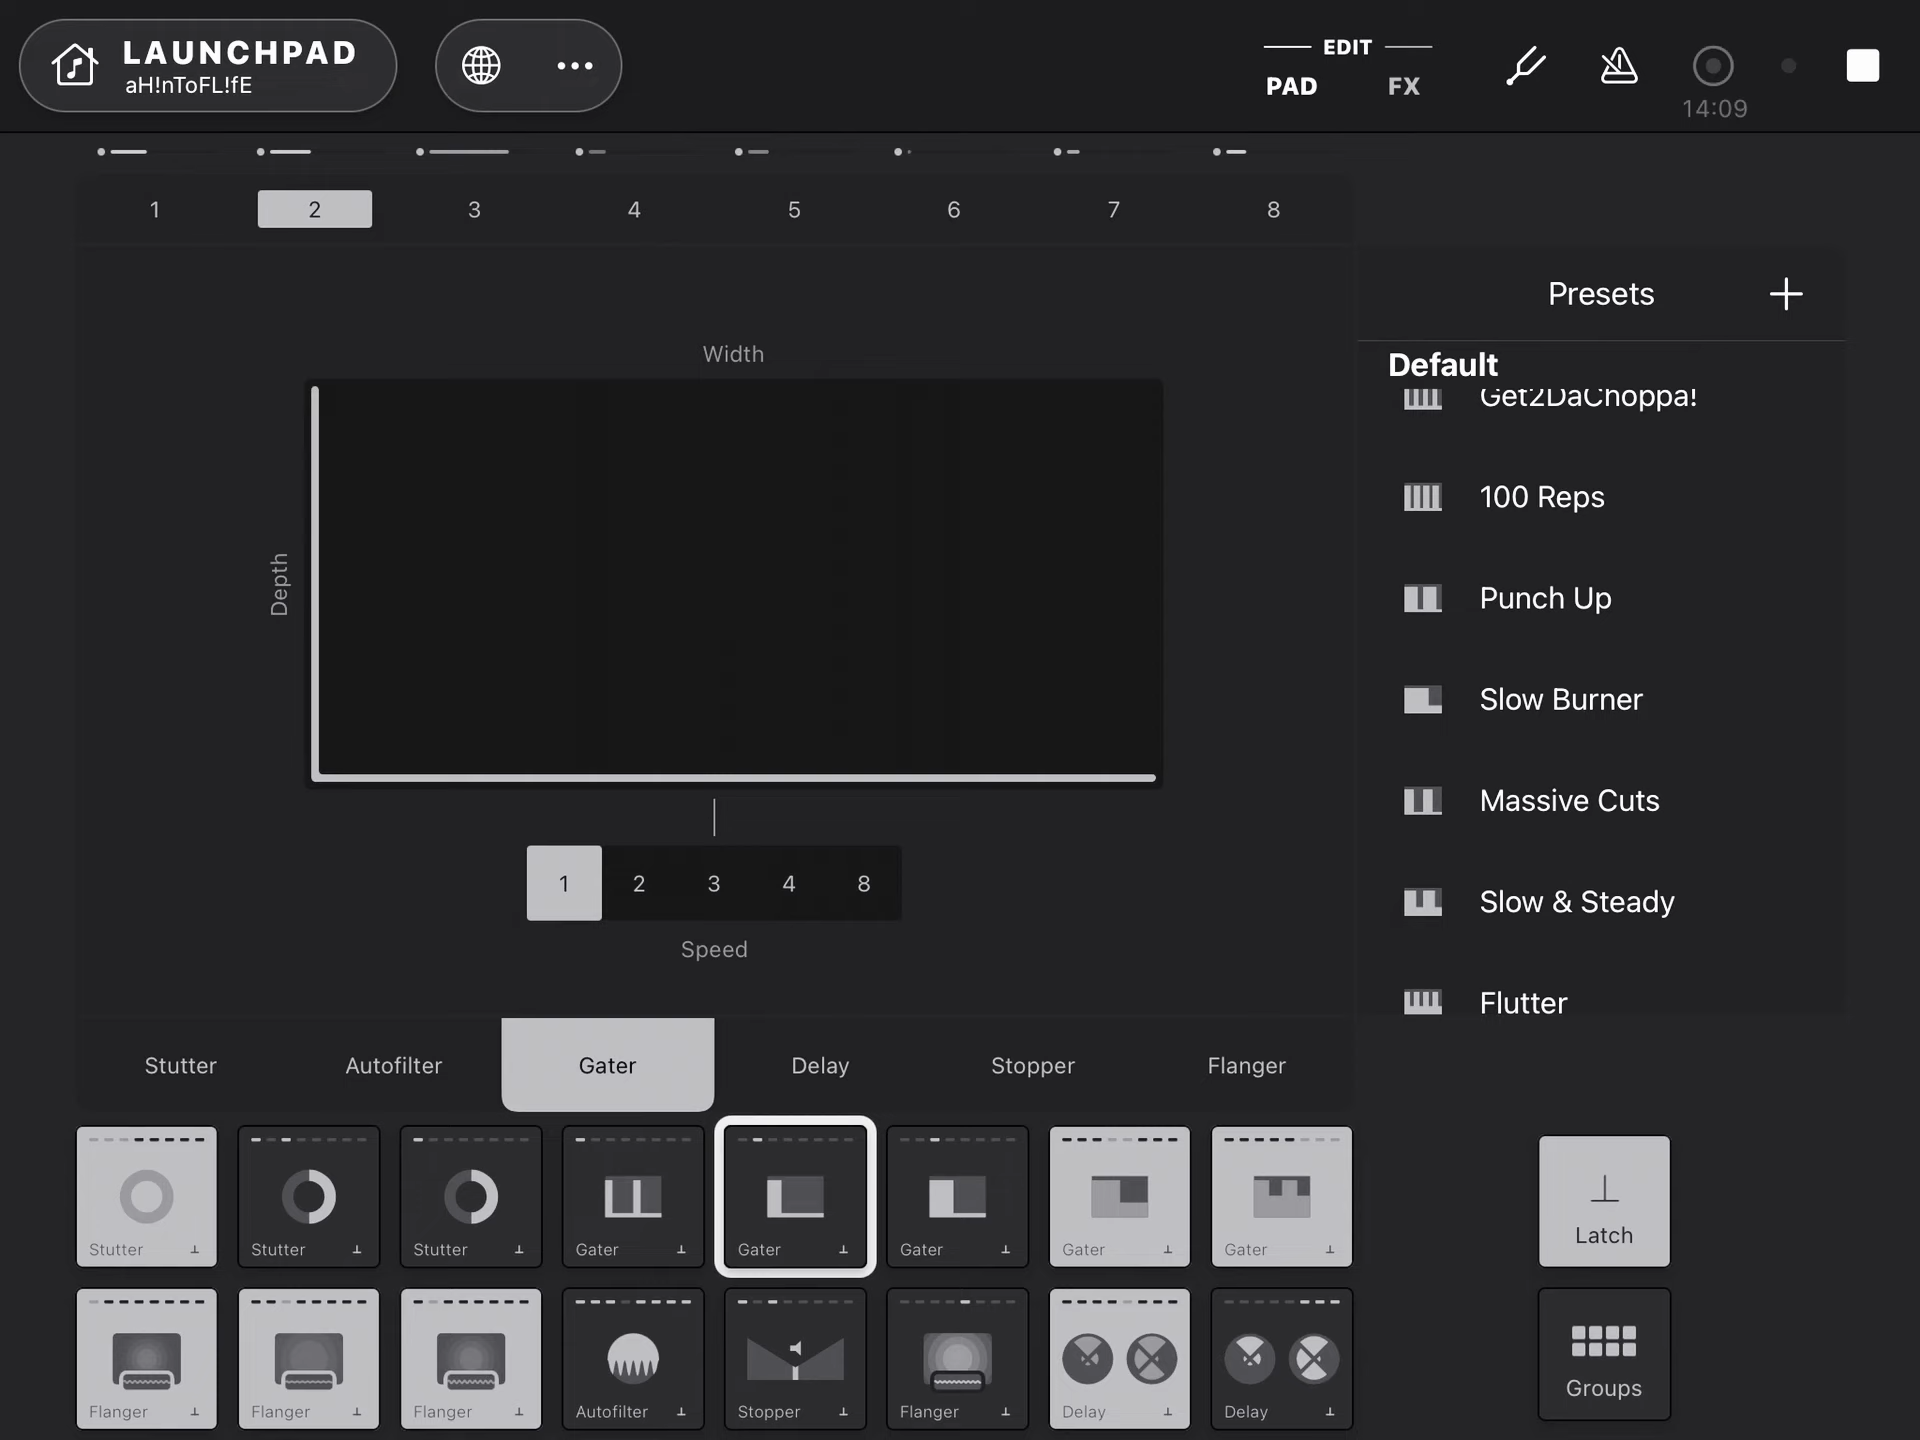 LAUNCHPAD
aH!nToFL!fE
EDIT
PAD FX
14:09
1 2 3 4 5 6 7 8
Presets
Default
Get2DaChoppa!
100 Reps
Punch Up
Slow Burner
Massive Cuts
Slow & Steady
Flutter
Width
Depth
1 2 3 4 8
Speed
Stutter Autofilter Gater Delay Stopper Flanger
Stutter Stutter Stutter Gater Gater Gater Gater Gater
Latch
Flanger Flanger Flanger Autofilter Stopper Flanger Delay Delay
Groups